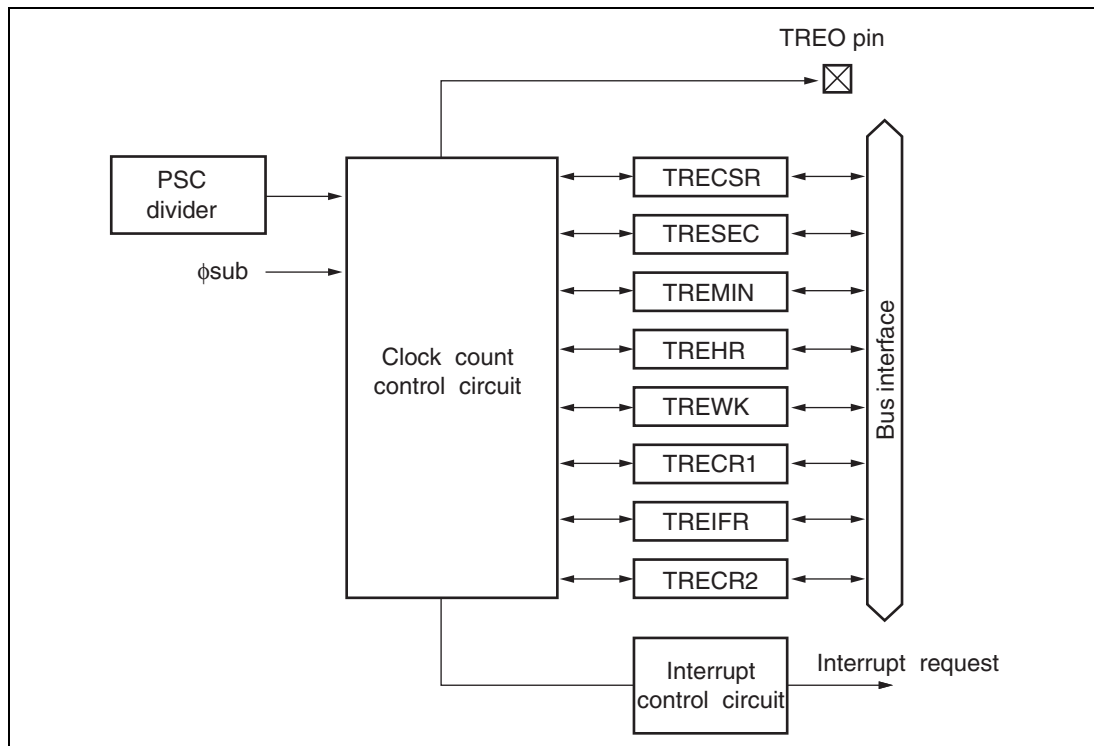 TREO pin
PSC
divider
φsub
Clock count
control circuit
TRECSR
TRESEC
TREMIN
TREHR
TREWK
TRECR1
TREIFR
TRECR2
Bus interface
Interrupt
control circuit
Interrupt request